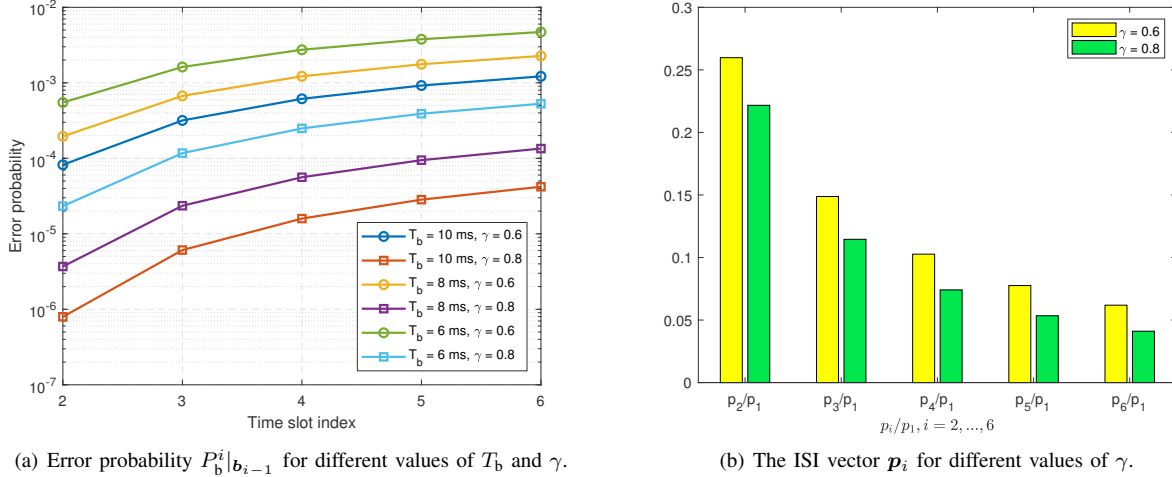 10^-2
10^-3
10^-4
10^-5
10^-6
10^-7
Error probability
2 3 4 5 6
Time slot index
T_b = 10 ms, γ = 0.6
T_b = 10 ms, γ = 0.8
T_b = 8 ms, γ = 0.6
T_b = 8 ms, γ = 0.8
T_b = 6 ms, γ = 0.6
T_b = 6 ms, γ = 0.8
(a) Error probability P_b^i|_{b_{i−1}} for different values of T_b and γ.
0.3
0.25
0.2
0.15
0.1
0.05
0
γ = 0.6
γ = 0.8
p_2/p_1 p_3/p_1 p_4/p_1 p_5/p_1 p_6/p_1
p_i/p_1, i = 2, ..., 6
(b) The ISI vector p_i for different values of γ.